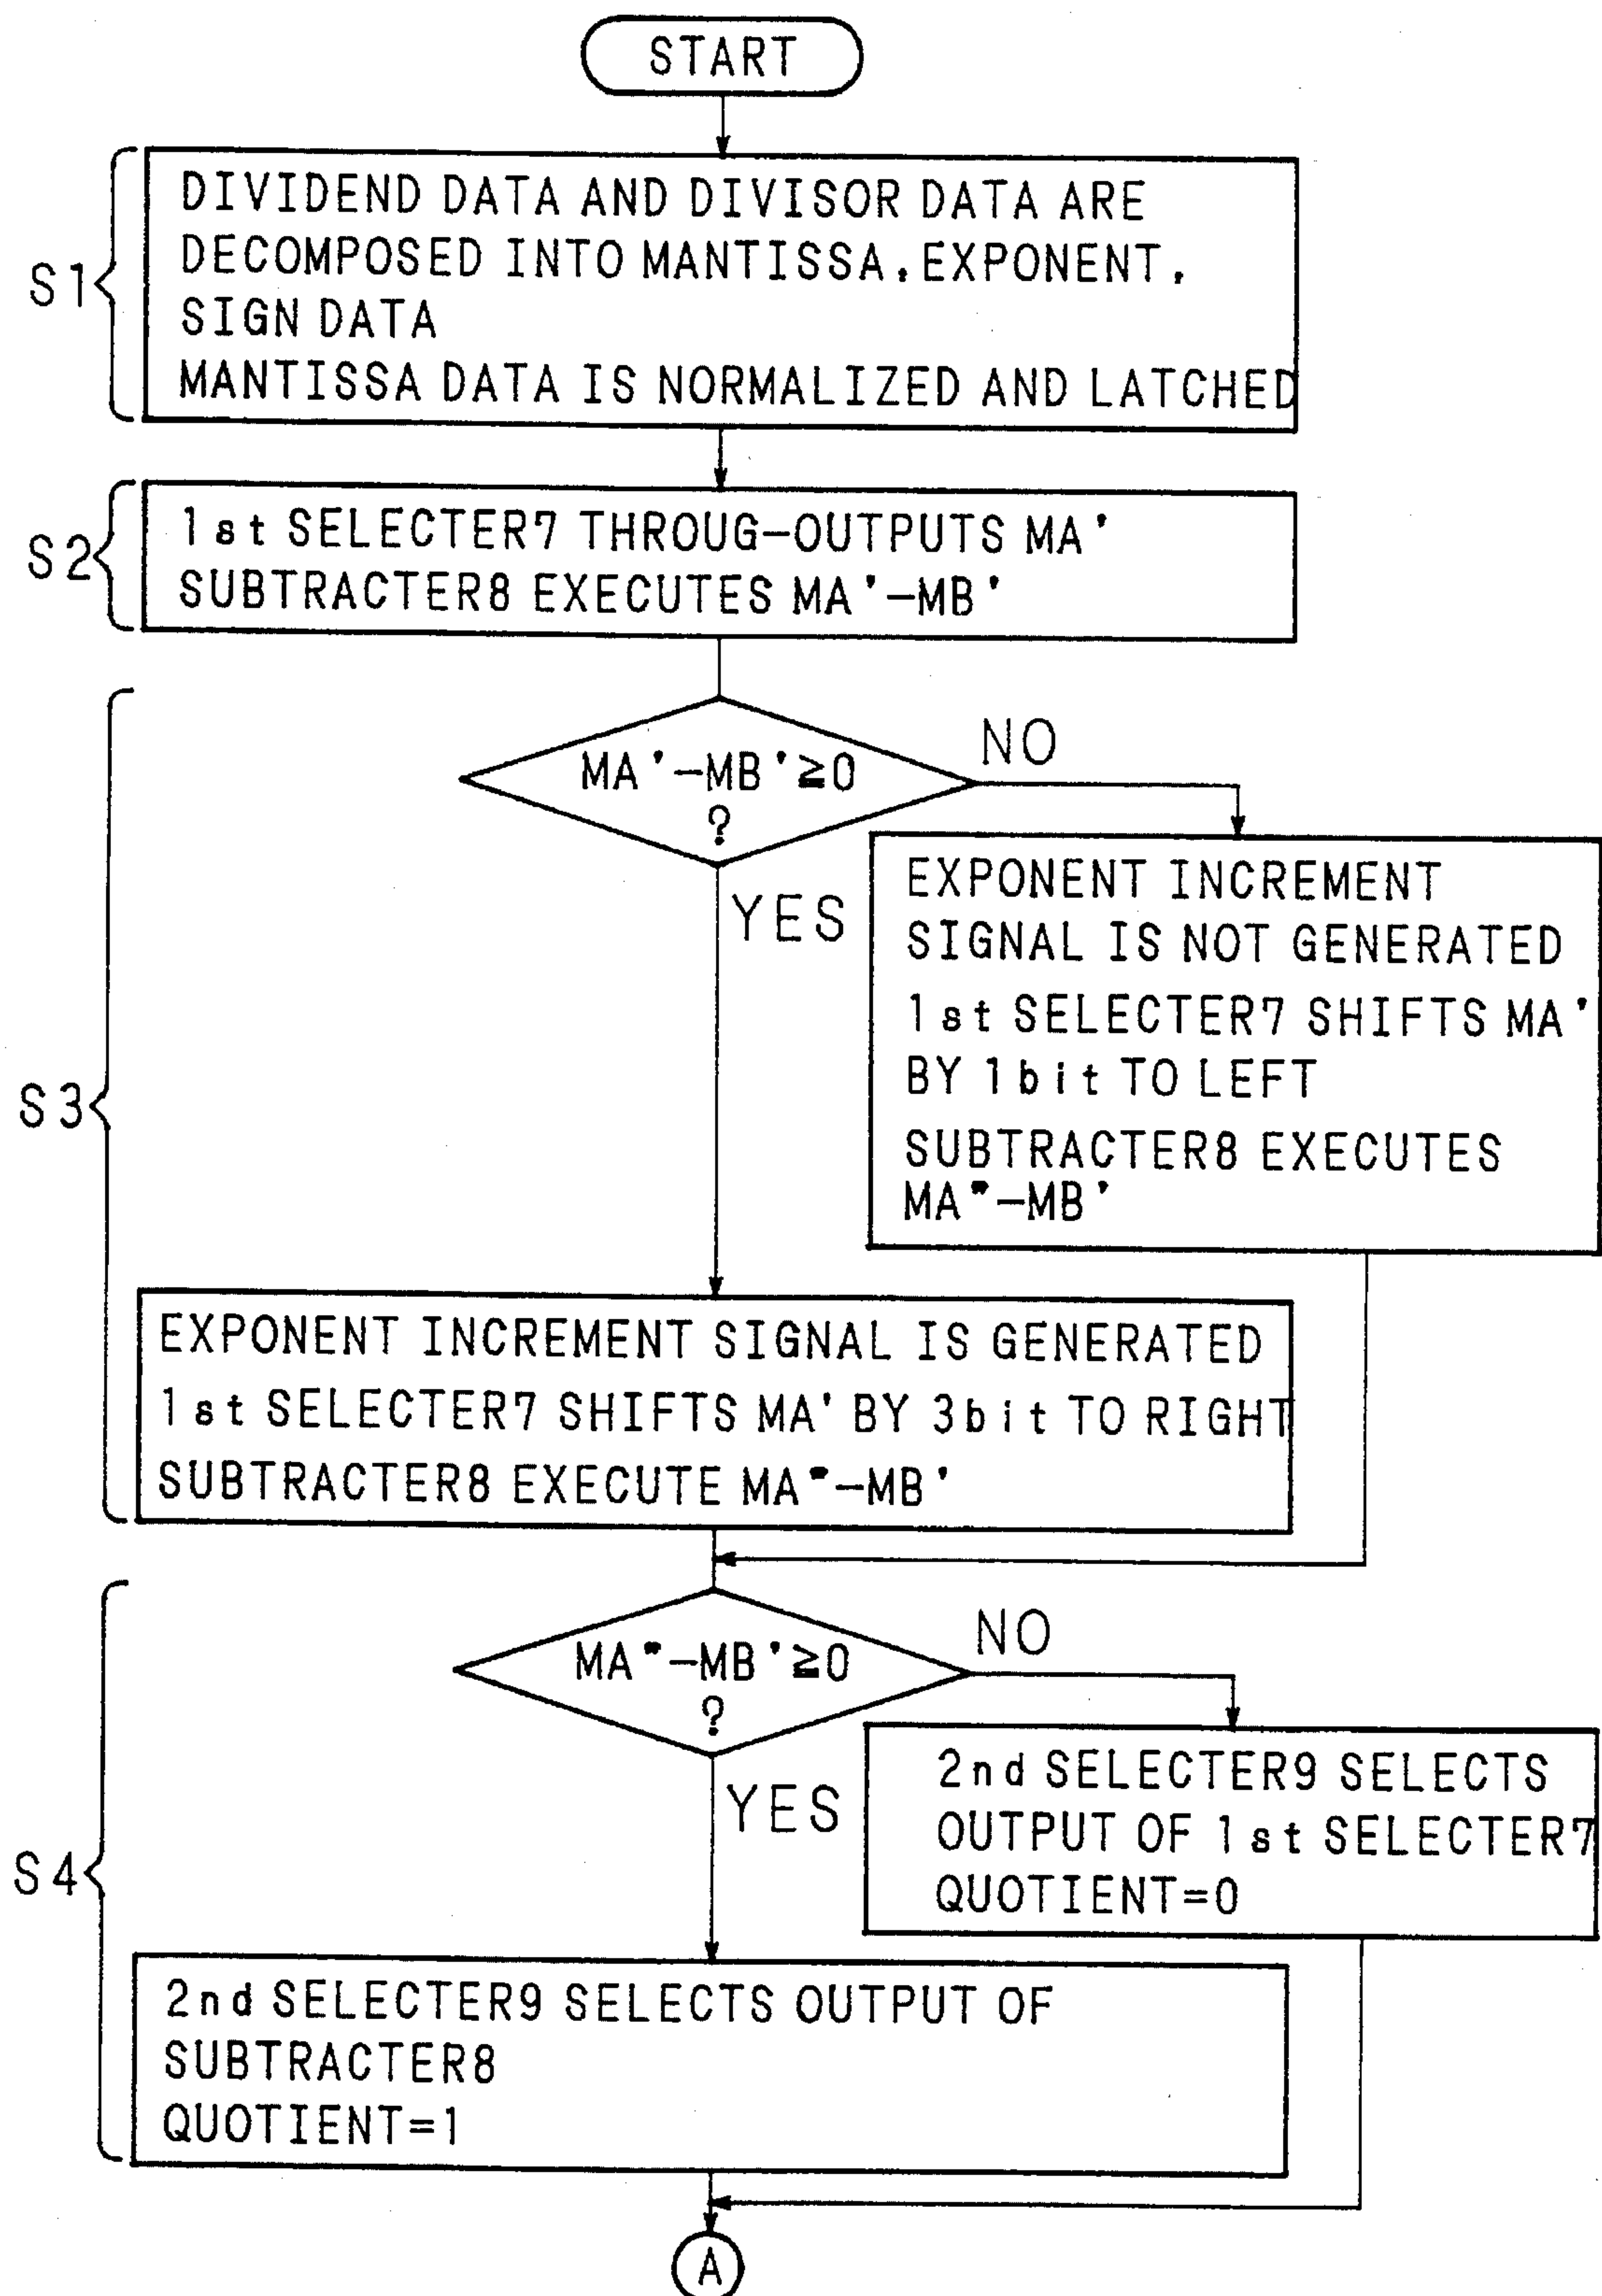 START
S1
DIVIDEND DATA AND DIVISOR DATA ARE
DECOMPOSED INTO MANTISSA, EXPONENT,
SIGN DATA
MANTISSA DATA IS NORMALIZED AND LATCHED
S2
1st SELECTER7 THROUG-OUTPUTS MA'
SUBTRACTER8 EXECUTES MA'-MB'
S3
MA'-MB'≧0
?
NO
YES
EXPONENT INCREMENT
SIGNAL IS NOT GENERATED
1st SELECTER7 SHIFTS MA'
BY 1bit TO LEFT
SUBTRACTER8 EXECUTES
MA"-MB'
EXPONENT INCREMENT SIGNAL IS GENERATED
1st SELECTER7 SHIFTS MA' BY 3bit TO RIGHT
SUBTRACTER8 EXECUTE MA"-MB'
S4
MA"-MB'≧0
?
NO
YES
2nd SELECTER9 SELECTS
OUTPUT OF 1st SELECTER7
QUOTIENT=0
2nd SELECTER9 SELECTS OUTPUT OF
SUBTRACTER8
QUOTIENT=1
A